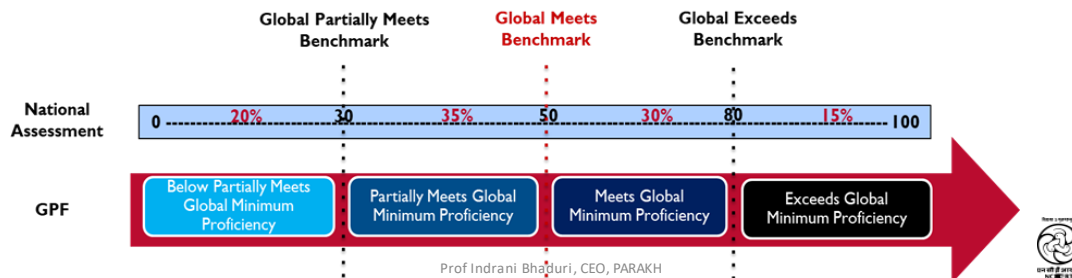 Global Partially Meets
Benchmark
Global Meets
Benchmark
Global Exceeds
Benchmark
National
Assessment
0 20% 30 35% 50 30% 80 15% 100
GPF
Below Partially Meets
Global Minimum
Proficiency
Partially Meets Global
Minimum Proficiency
Meets Global
Minimum Proficiency
Exceeds Global
Minimum Proficiency
Prof Indrani Bhaduri, CEO, PARAKH